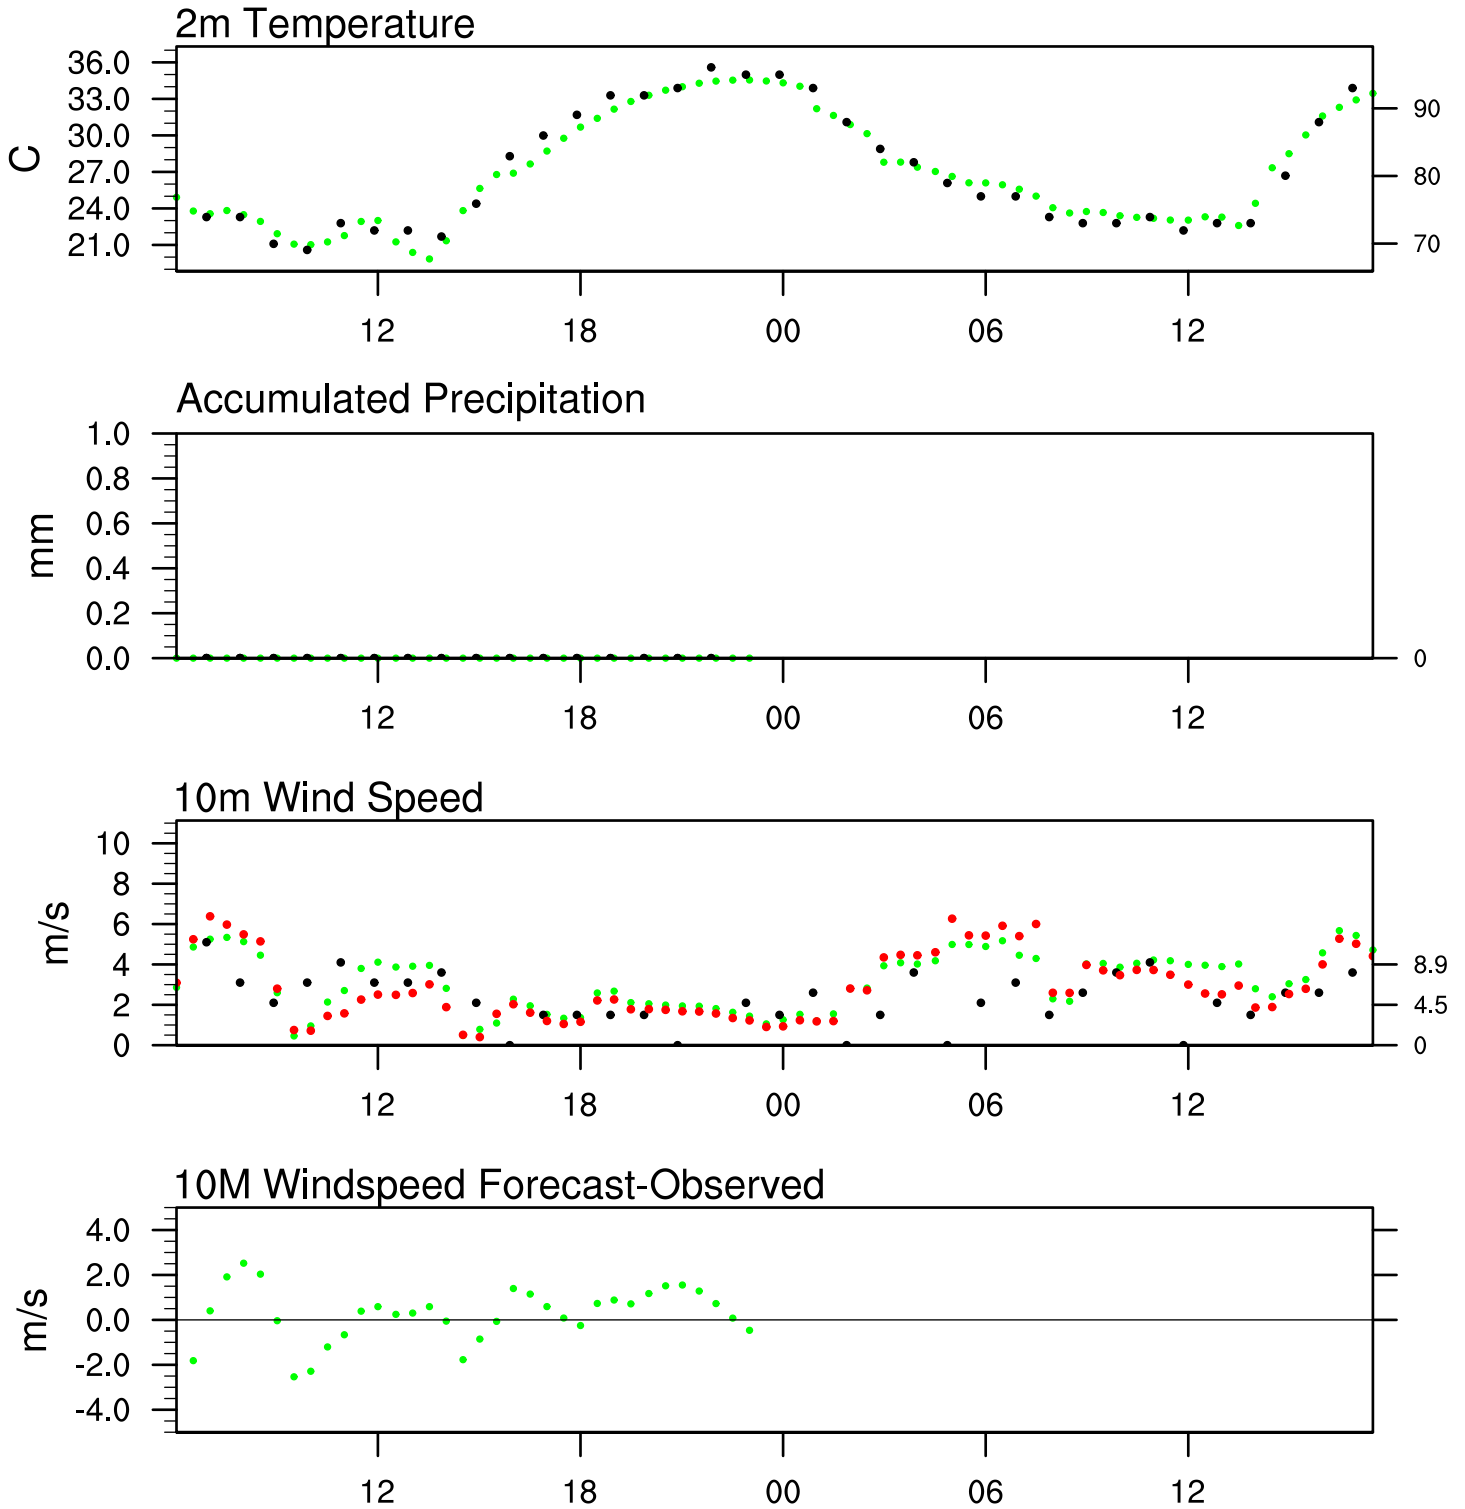 2m Temperature
36.0
33.0
30.0
27.0
24.0
21.0
C
90
80
70
12 18 00 06 12
Accumulated Precipitation
1.0
0.8
0.6
0.4
0.2
0.0
mm
0
12 18 00 06 12
10m Wind Speed
10
8
6
4
2
0
m/s
8.9
4.5
0
12 18 00 06 12
10M Windspeed Forecast-Observed
4.0
2.0
0.0
-2.0
-4.0
m/s
12 18 00 06 12